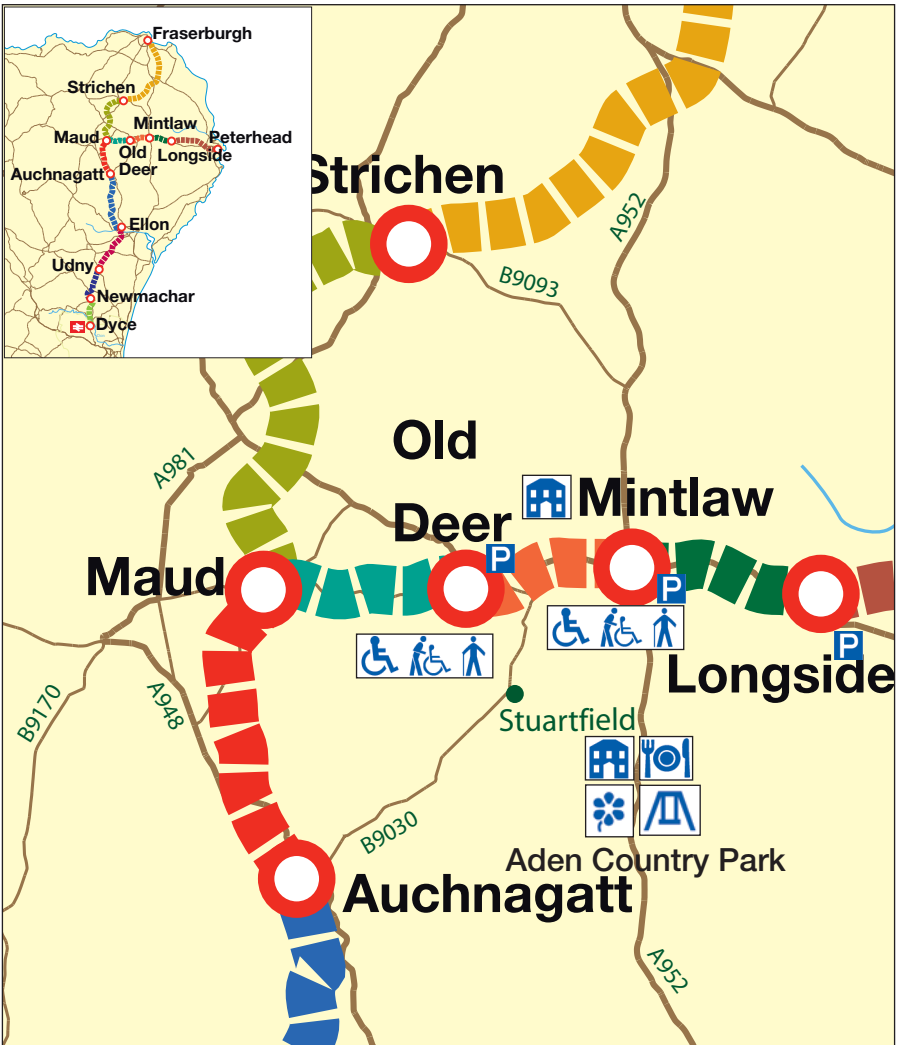 Fraserburgh
Strichen
Mintlaw
Maud
Peterhead
Old
Deer
Longside
Auchnagatt
Ellon
Udny
Newmachar
Dyce
Strichen
A952
B9093
Old
Deer
A981
Mintlaw
P
Maud
P
P
Longside
B9170
A948
Stuartfield
B9030
Aden Country Park
Auchnagatt
A952